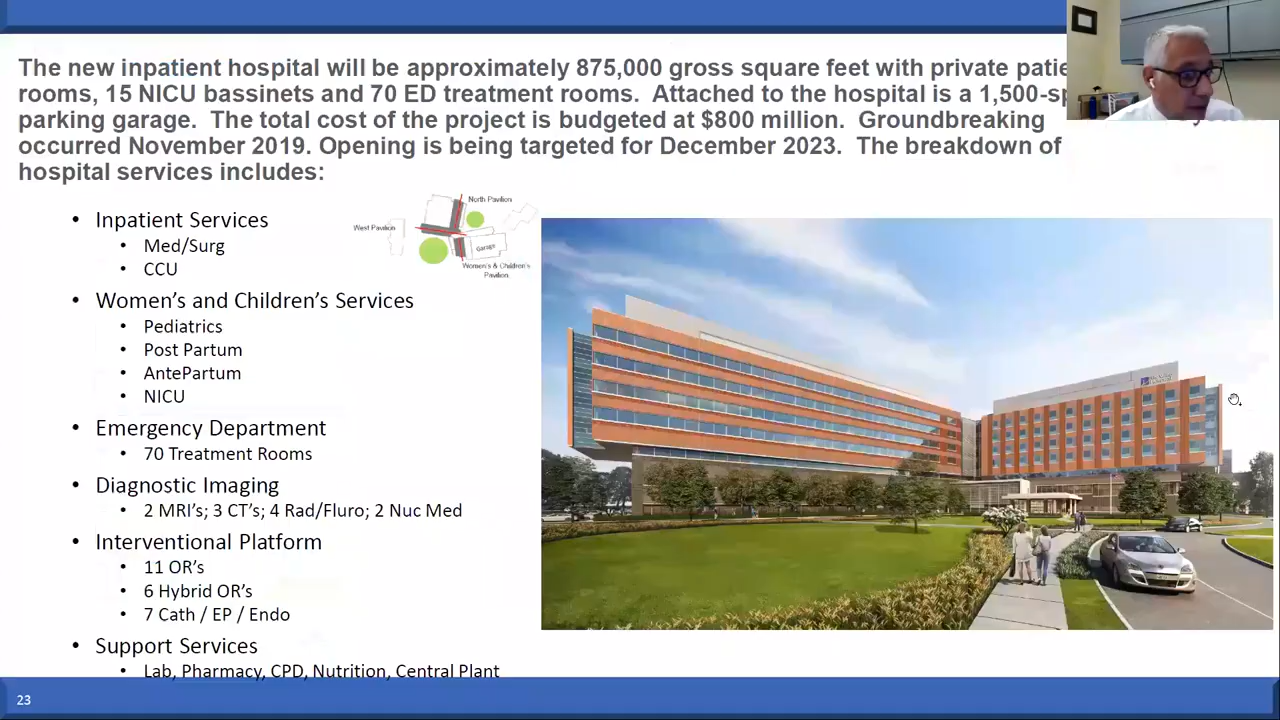 The new inpatient hospital will be approximately 875,000 gross square feet with private
rooms, 15 NICU bassinets and 70 ED treatment rooms. Attached to the hospital is a
parking garage. The total cost of the project is budgeted at $800 million. Groundbreaking
occurred November 2019. Opening is being targeted for December 2023. The breakdown of
hospital services includes:
• Inpatient Services
• Med/Surg
• CCU
North Pavilion
West Pavilion
Garage
Women's & Children's
Pavilion
• Women's and Children's Services
• Pediatrics
• Post Partum
• AntePartum
• NICU
• Emergency Department
• 70 Treatment Rooms
• Diagnostic Imaging
• 2 MRI's; 3 CT's; 4 Rad/Fluro; 2 Nuc Med
• Interventional Platform
• 11 OR's
• 6 Hybrid OR's
• 7 Cath / EP / Endo
• Support Services
• Lab, Pharmacy, CPD, Nutrition, Central Plant
23